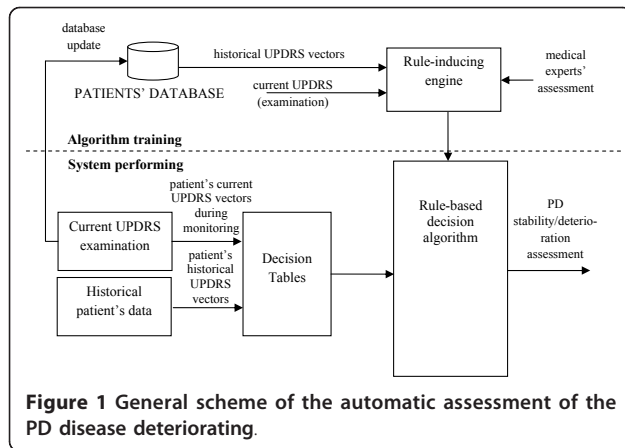 database
update
historical UPDRS vectors
PATIENTS' DATABASE
current UPDRS
(examination)
Rule-inducing
engine
medical
experts'
assessment
Algorithm training
System performing
Current UPDRS
examination
patient's current
UPDRS vectors
during
monitoring
Historical
patient's data
patient's
historical
UPDRS
vectors
Decision
Tables
Rule-based
decision
algorithm
PD
stability/deterio-
ration
assessment
Figure 1 General scheme of the automatic assessment of the
PD disease deteriorating.